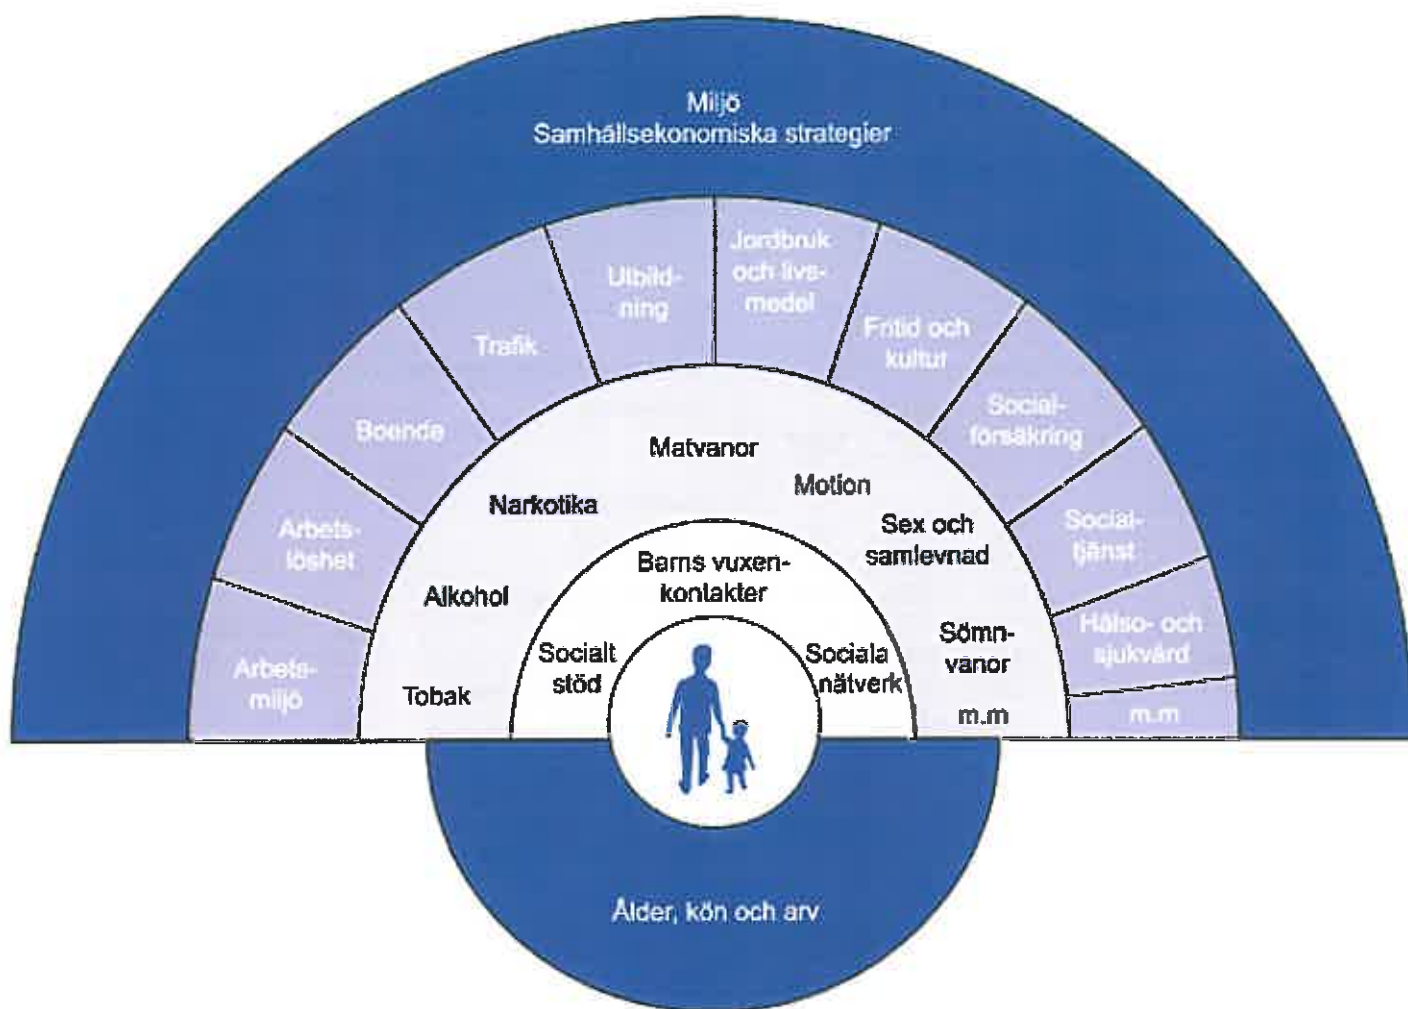 Miljö
Samhällsekonomiska strategier
Arbets-
miljö
Arbets-
löshet
Boende
Trafik
Utbild-
ning
Jordbruk
och livs-
medel
Fritid och
kultur
Social-
försäkring
Social-
tjänst
Hälso- och
sjukvård
m.m
Tobak
Alkohol
Narkotika
Matvanor
Motion
Sex och
samlevnad
Sömn-
vanor
m.m
Socialt
stöd
Barns vuxen-
kontakter
Sociala
nätverk
Ålder, kön och arv